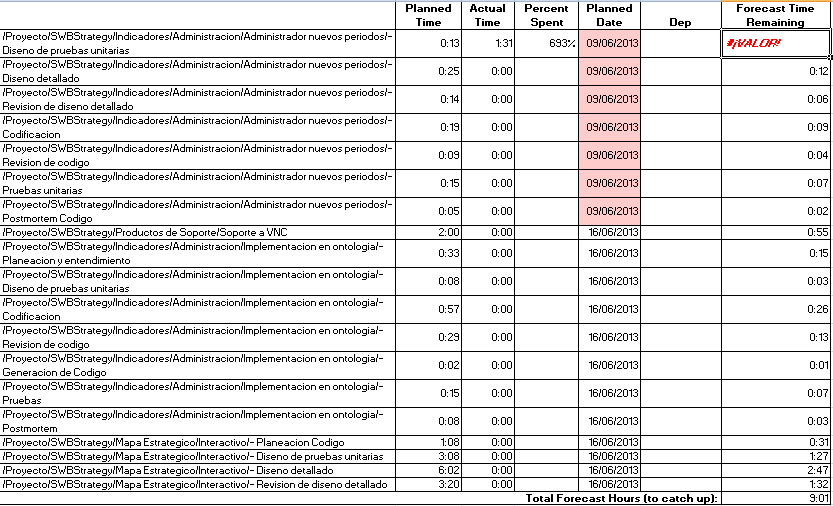 Planned Time Actual Time Percent Spent Planned Date Dep Forecast Time Remaining
/Proyecto/SWBStrategy/Indicadores/Administracion/Administrador nuevos periodos/-
Diseno de pruebas unitarias 0:13 1:31 693% 09/06/2013 #¡VALOR!
/Proyecto/SWBStrategy/Indicadores/Administracion/Administrador nuevos periodos/-
Diseno detallado 0:25 0:00 09/06/2013 0:12
/Proyecto/SWBStrategy/Indicadores/Administracion/Administrador nuevos periodos/-
Revision de diseno detallado 0:14 0:00 09/06/2013 0:06
/Proyecto/SWBStrategy/Indicadores/Administracion/Administrador nuevos periodos/-
Codificacion 0:19 0:00 09/06/2013 0:09
/Proyecto/SWBStrategy/Indicadores/Administracion/Administrador nuevos periodos/-
Revision de codigo 0:09 0:00 09/06/2013 0:04
/Proyecto/SWBStrategy/Indicadores/Administracion/Administrador nuevos periodos/-
Pruebas unitarias 0:15 0:00 09/06/2013 0:07
/Proyecto/SWBStrategy/Indicadores/Administracion/Administrador nuevos periodos/-
Postmortem Codigo 0:05 0:00 09/06/2013 0:02
/Proyecto/SWBStrategy/Productos de Soporte/Soporte a VNC 2:00 0:00 16/06/2013 0:55
/Proyecto/SWBStrategy/Indicadores/Administracion/Implementacion en ontologia/-
Planeacion y entendimiento 0:33 0:00 16/06/2013 0:15
/Proyecto/SWBStrategy/Indicadores/Administracion/Implementacion en ontologia/-
Diseno de pruebas unitarias 0:08 0:00 16/06/2013 0:03
/Proyecto/SWBStrategy/Indicadores/Administracion/Implementacion en ontologia/-
Codificacion 0:57 0:00 16/06/2013 0:26
/Proyecto/SWBStrategy/Indicadores/Administracion/Implementacion en ontologia/-
Revision de codigo 0:29 0:00 16/06/2013 0:13
/Proyecto/SWBStrategy/Indicadores/Administracion/Implementacion en ontologia/-
Generacion de Codigo 0:02 0:00 16/06/2013 0:01
/Proyecto/SWBStrategy/Indicadores/Administracion/Implementacion en ontologia/-
Pruebas 0:15 0:00 16/06/2013 0:07
/Proyecto/SWBStrategy/Indicadores/Administracion/Implementacion en ontologia/-
Postmortem 0:08 0:00 16/06/2013 0:03
/Proyecto/SWBStrategy/Mapa Estrategico/Interactivo/- Planeacion Codigo 1:08 0:00 16/06/2013 0:31
/Proyecto/SWBStrategy/Mapa Estrategico/Interactivo/- Diseno de pruebas unitarias 3:08 0:00 16/06/2013 1:27
/Proyecto/SWBStrategy/Mapa Estrategico/Interactivo/- Diseno detallado 6:02 0:00 16/06/2013 2:47
/Proyecto/SWBStrategy/Mapa Estrategico/Interactivo/- Revision de diseno detallado 3:20 0:00 16/06/2013 1:32
Total Forecast Hours (to catch up): 9:01